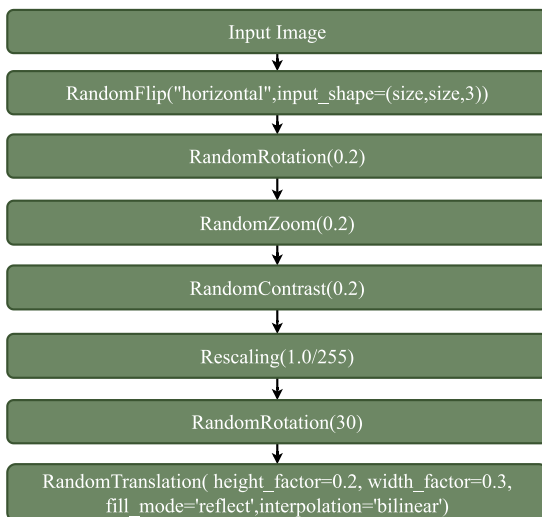 Input Image
RandomFlip("horizontal",input_shape=(size,size,3))
RandomRotation(0.2)
RandomZoom(0.2)
RandomContrast(0.2)
Rescaling(1.0/255)
RandomRotation(30)
RandomTranslation( height_factor=0.2, width_factor=0.3,
fill_mode='reflect',interpolation='bilinear')